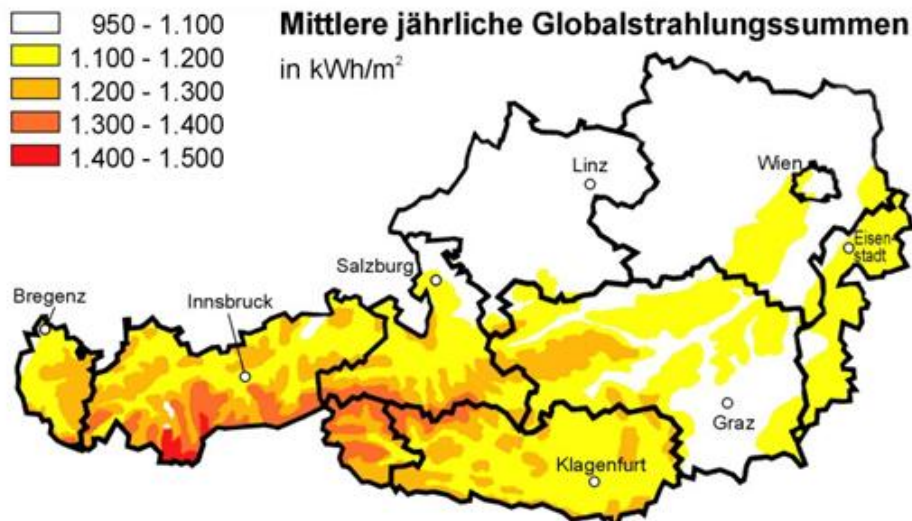 Mittlere jährliche Globalstrahlungssummen
in kWh/m²
950 - 1.100
1.100 - 1.200
1.200 - 1.300
1.300 - 1.400
1.400 - 1.500
Linz
Wien
Eisen-
stadt
Salzburg
Bregenz
Innsbruck
Graz
Klagenfurt